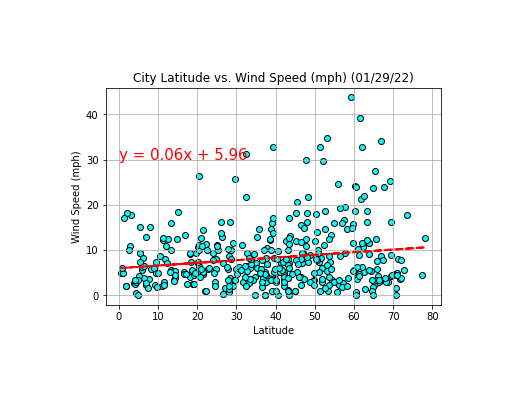 City Latitude vs. Wind Speed (mph) (01/29/22)
40
30
20
10
0
Wind Speed (mph)
y = 0.06x + 5.96
0 10 20 30 40 50 60 70 80
Latitude